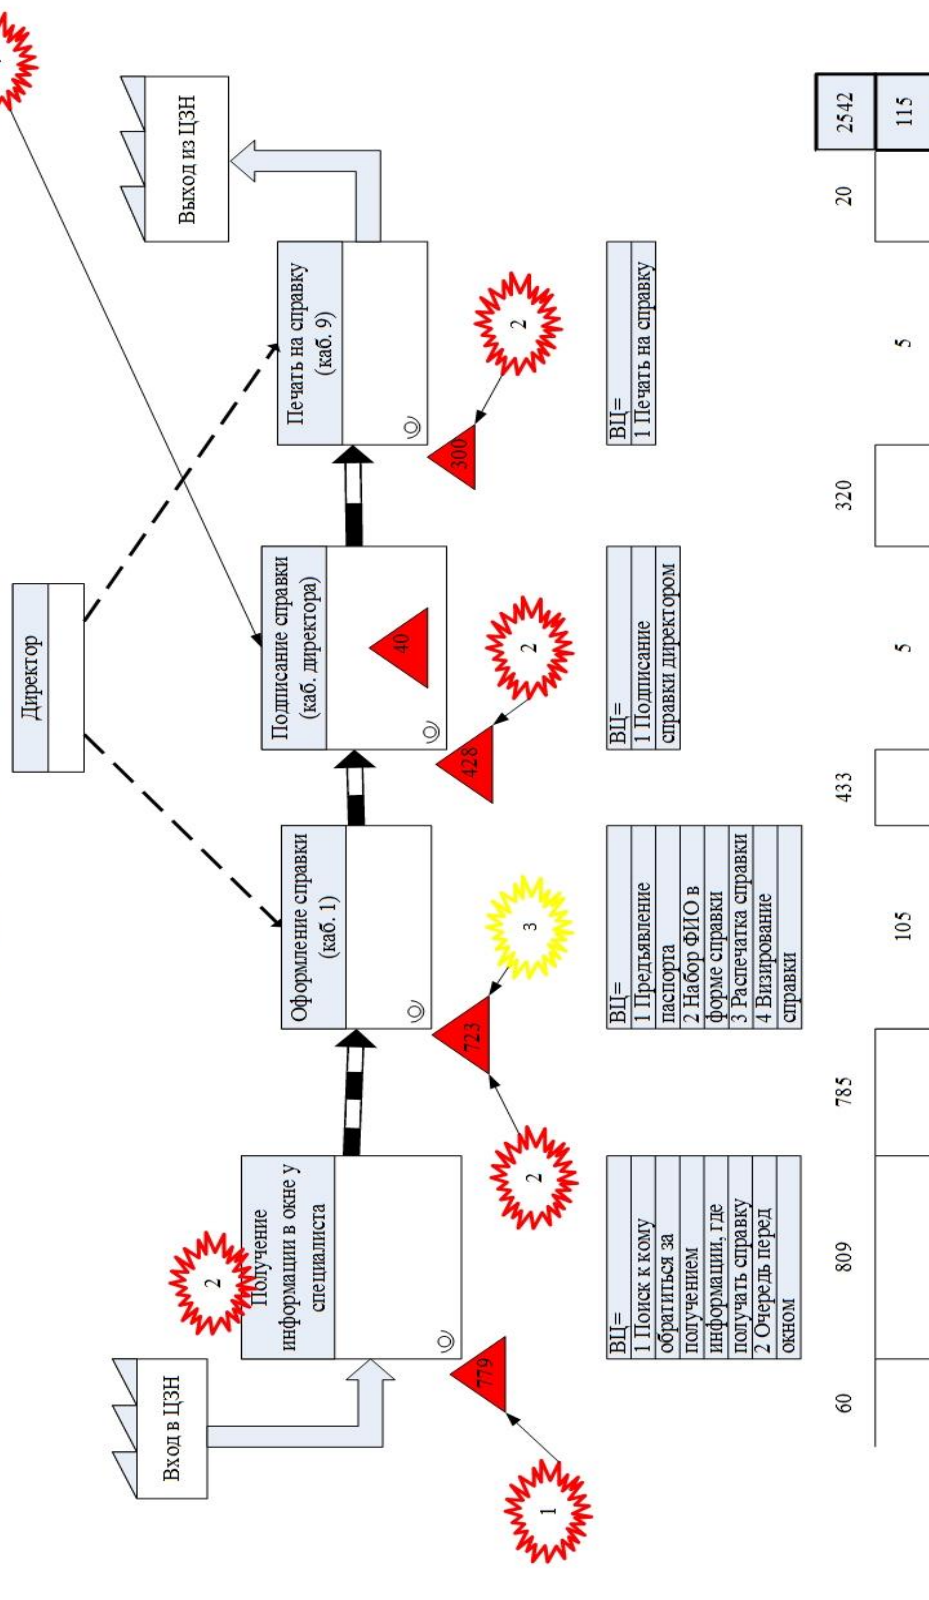 Директор
Вход в ЦЗН
2
Получение
информации в окне у
специалиста
Оформление справки
(каб. 1)
Подписание справки
(каб. директора)
40
Печать на справку
(каб. 9)
Выход из ЦЗН
779
723
428
300
1
2
3
2
2
ВЦ=
1 Поиск к кому
обратиться за
получением
информации, где
получать справку
2 Очередь перед
окном
ВЦ=
1 Предъявление
паспорта
2 Набор ФИО в
форме справки
3 Распечатка справки
4 Визирование
справки
ВЦ=
1 Подписание
справки директором
ВЦ=
1 Печать на справку
60
809
785
433
320
20
2542
105
5
5
115